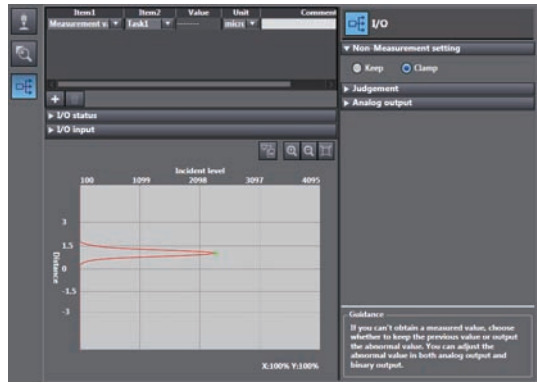 Item1 Item2 Value Unit Comment
Measurement v. Task1 -------- micro
I/O status
I/O input
Incident level
100 1099 2098 3097 4095
3
1.5
0
-1.5
-3
Distance
X:100% Y:100%
I/O
Non-Measurement setting
Keep Clamp
Judgement
Analog output
Guidance
If you can't obtain a measured value, choose
whether to keep the previous value or output
the abnormal value. You can adjust the
abnormal value in both analog output and
binary output.